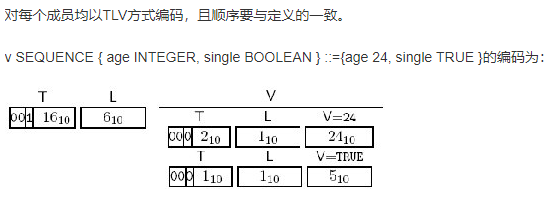 对每个成员均以TLV方式编码，且顺序要与定义的一致。
v SEQUENCE { age INTEGER, single BOOLEAN } ::={age 24, single TRUE }的编码为：
T L V
001 16₁₀ 6₁₀
T L V=24
000 2₁₀ 1₁₀ 24₁₀
T L V=TRUE
000 1₁₀ 1₁₀ 5₁₀